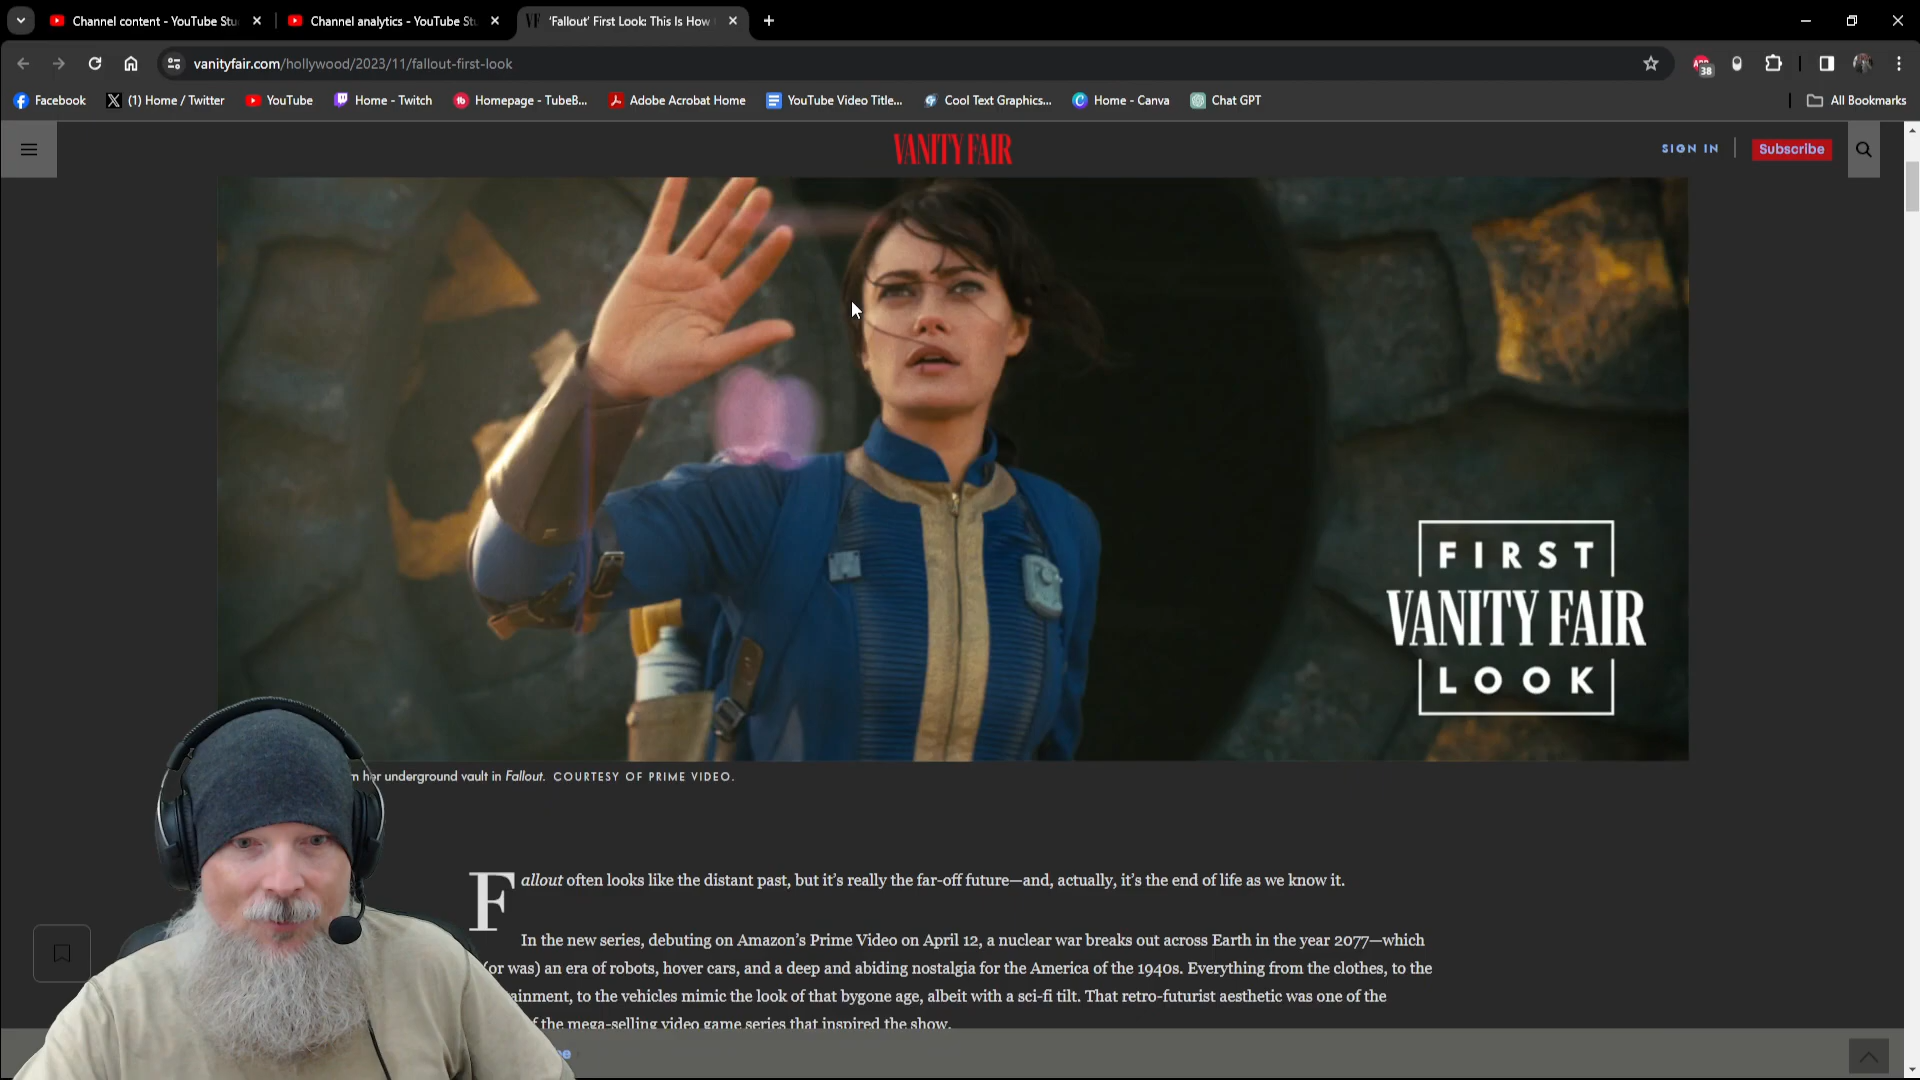 Channel content - YouTube Stu
Channel analytics - YouTube St
VF 'Fallout' First Look: This Is How
vanityfair.com/hollywood/2023/11/fallout-first-look
38
Facebook
(1) Home / Twitter
YouTube
Home - Twitch
Homepage - TubeB...
Adobe Acrobat Home
YouTube Video Title...
Cool Text Graphics...
Home - Canva
Chat GPT
All Bookmarks
VANITY FAIR
SIGN IN
Subscribe
FIRST
VANITY FAIR
LOOK
her underground vault in Fallout. COURTESY OF PRIME VIDEO.
Fallout often looks like the distant past, but it's really the far-off future—and, actually, it's the end of life as we know it.
In the new series, debuting on Amazon's Prime Video on April 12, a nuclear war breaks out across Earth in the year 2077—which
(or was) an era of robots, hover cars, and a deep and abiding nostalgia for the America of the 1940s. Everything from the clothes, to the
ainment, to the vehicles mimic the look of that bygone age, albeit with a sci-fi tilt. That retro-futurist aesthetic was one of the
the mega-selling video game series that inspired the show.